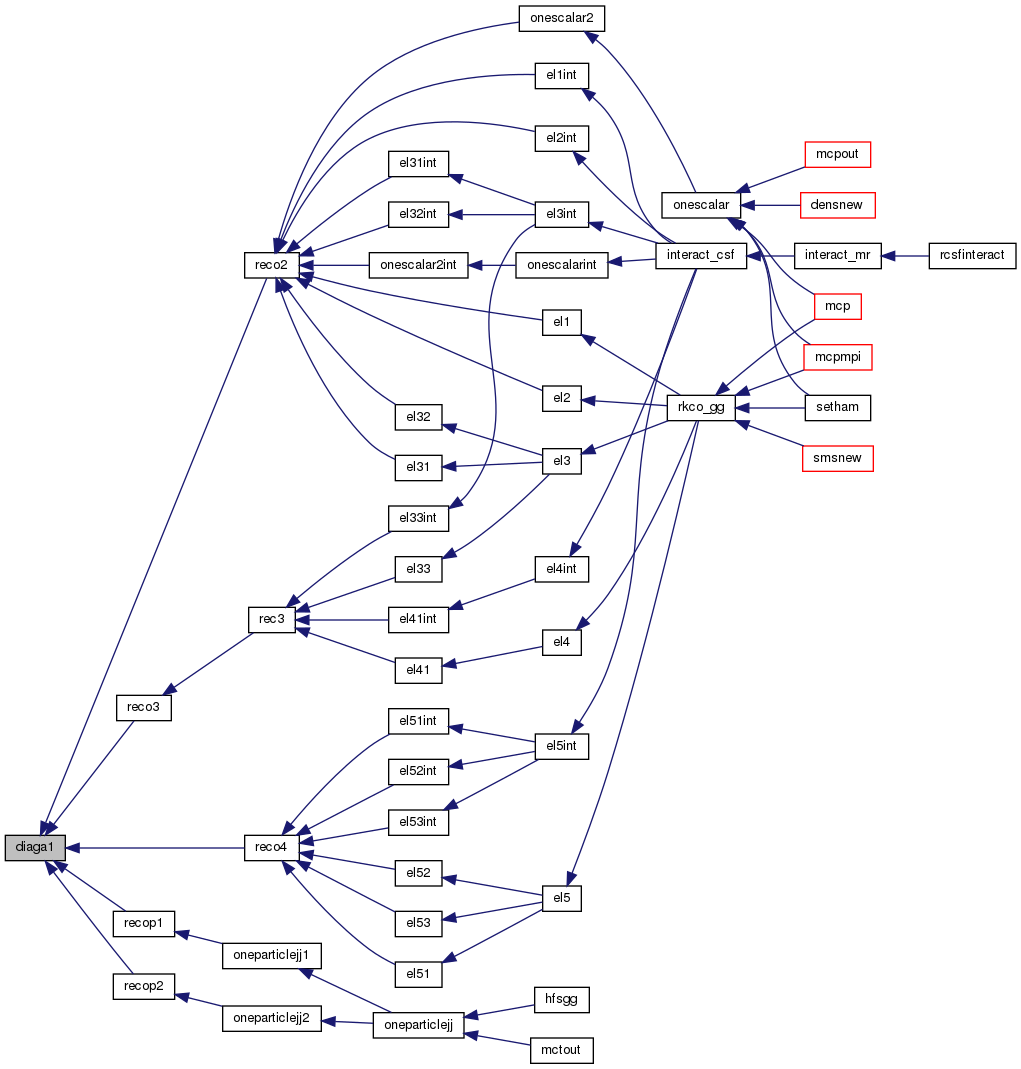 onescalar2
el1int
el2int
mcpout
el31int
densnew
onescalar
el32int
el3int
interact_csf
interact_mr
rcsfinteract
reco2
onescalar2int
onescalarint
mcp
el1
mcpmpi
el2
rkco_gg
setham
el32
smsnew
el31
el3
el33int
el33
el4int
rec3
el41int
el4
el41
reco3
el51int
el5int
el52int
el53int
diaga1
reco4
el52
el5
el53
recop1
oneparticlejj1
el51
recop2
hfsgg
oneparticlejj2
oneparticlejj
mctout